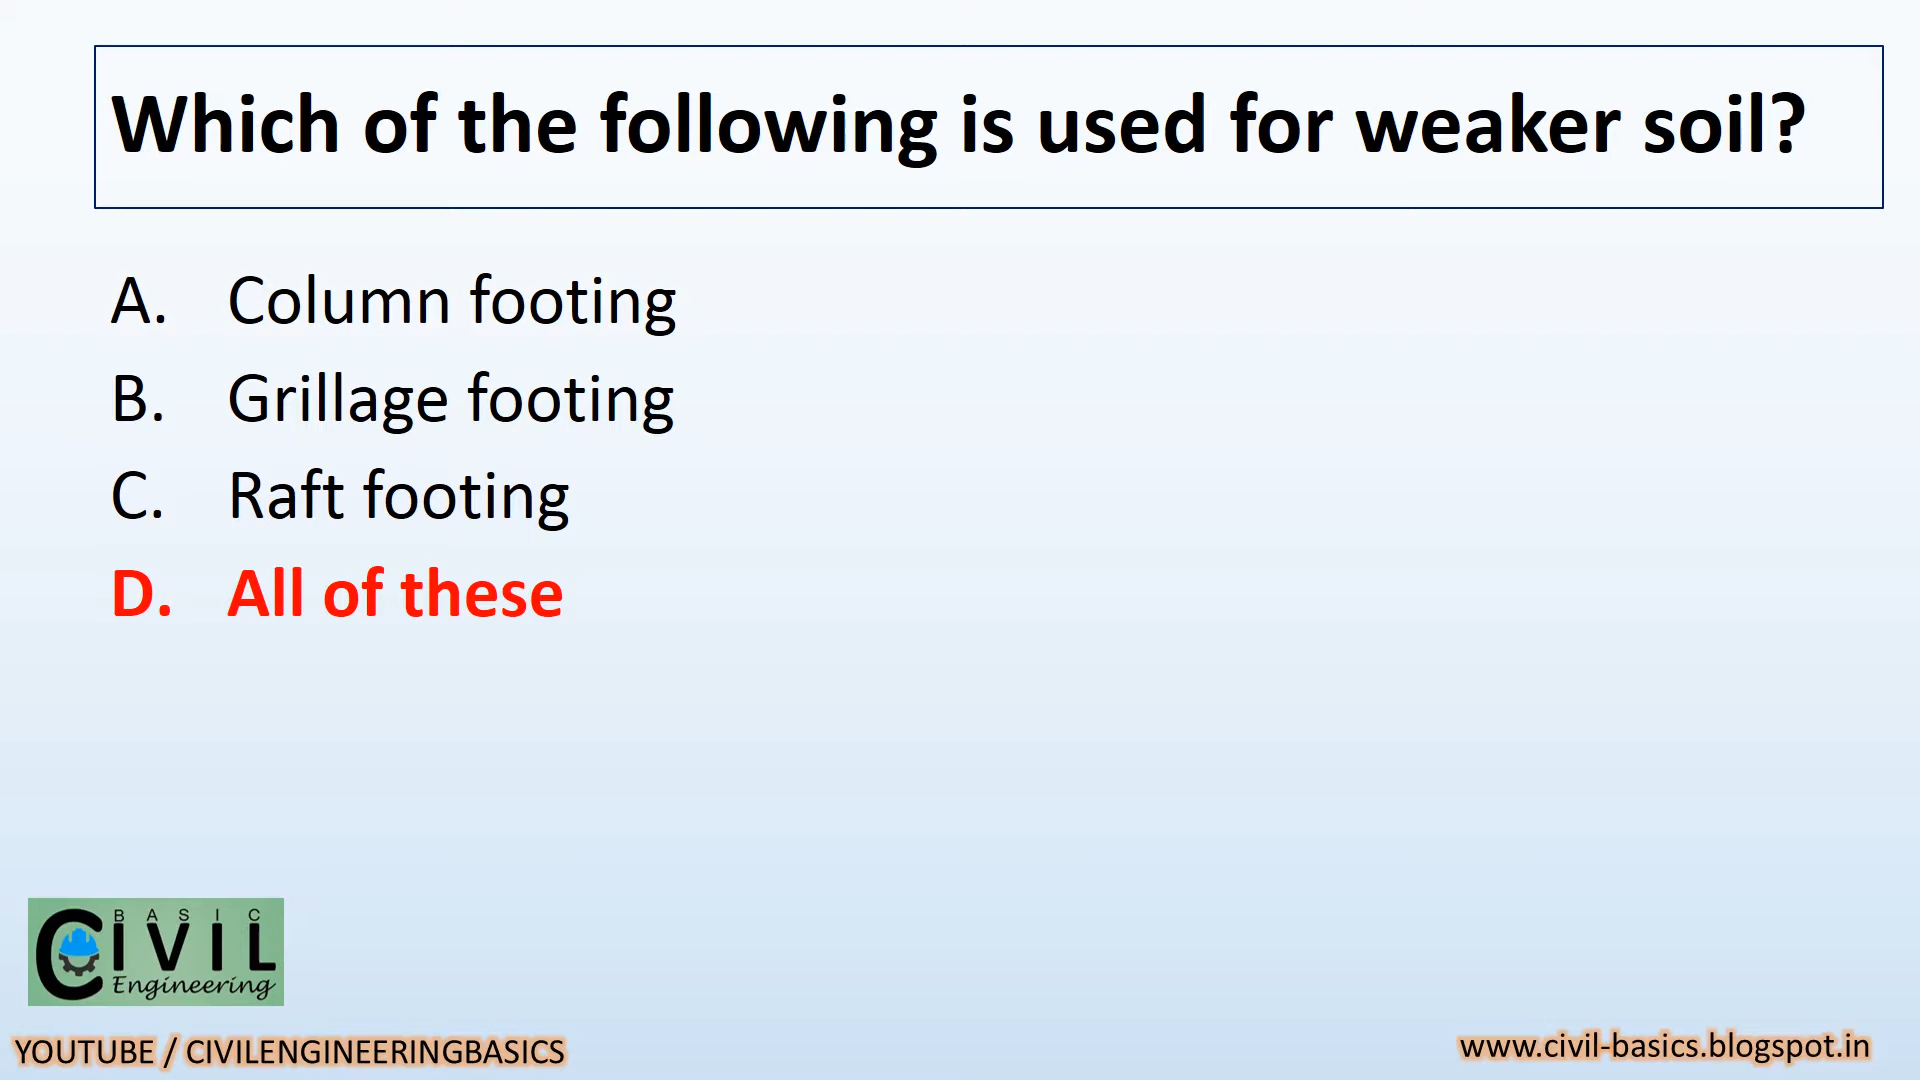 Which of the following is used for weaker soil?
A. Column footing
B. Grillage footing
C. Raft footing
D. All of these
BASIC
CIVIL
Engineering
YOUTUBE / CIVILENGINEERINGBASICS
www.civil-basics.blogspot.in